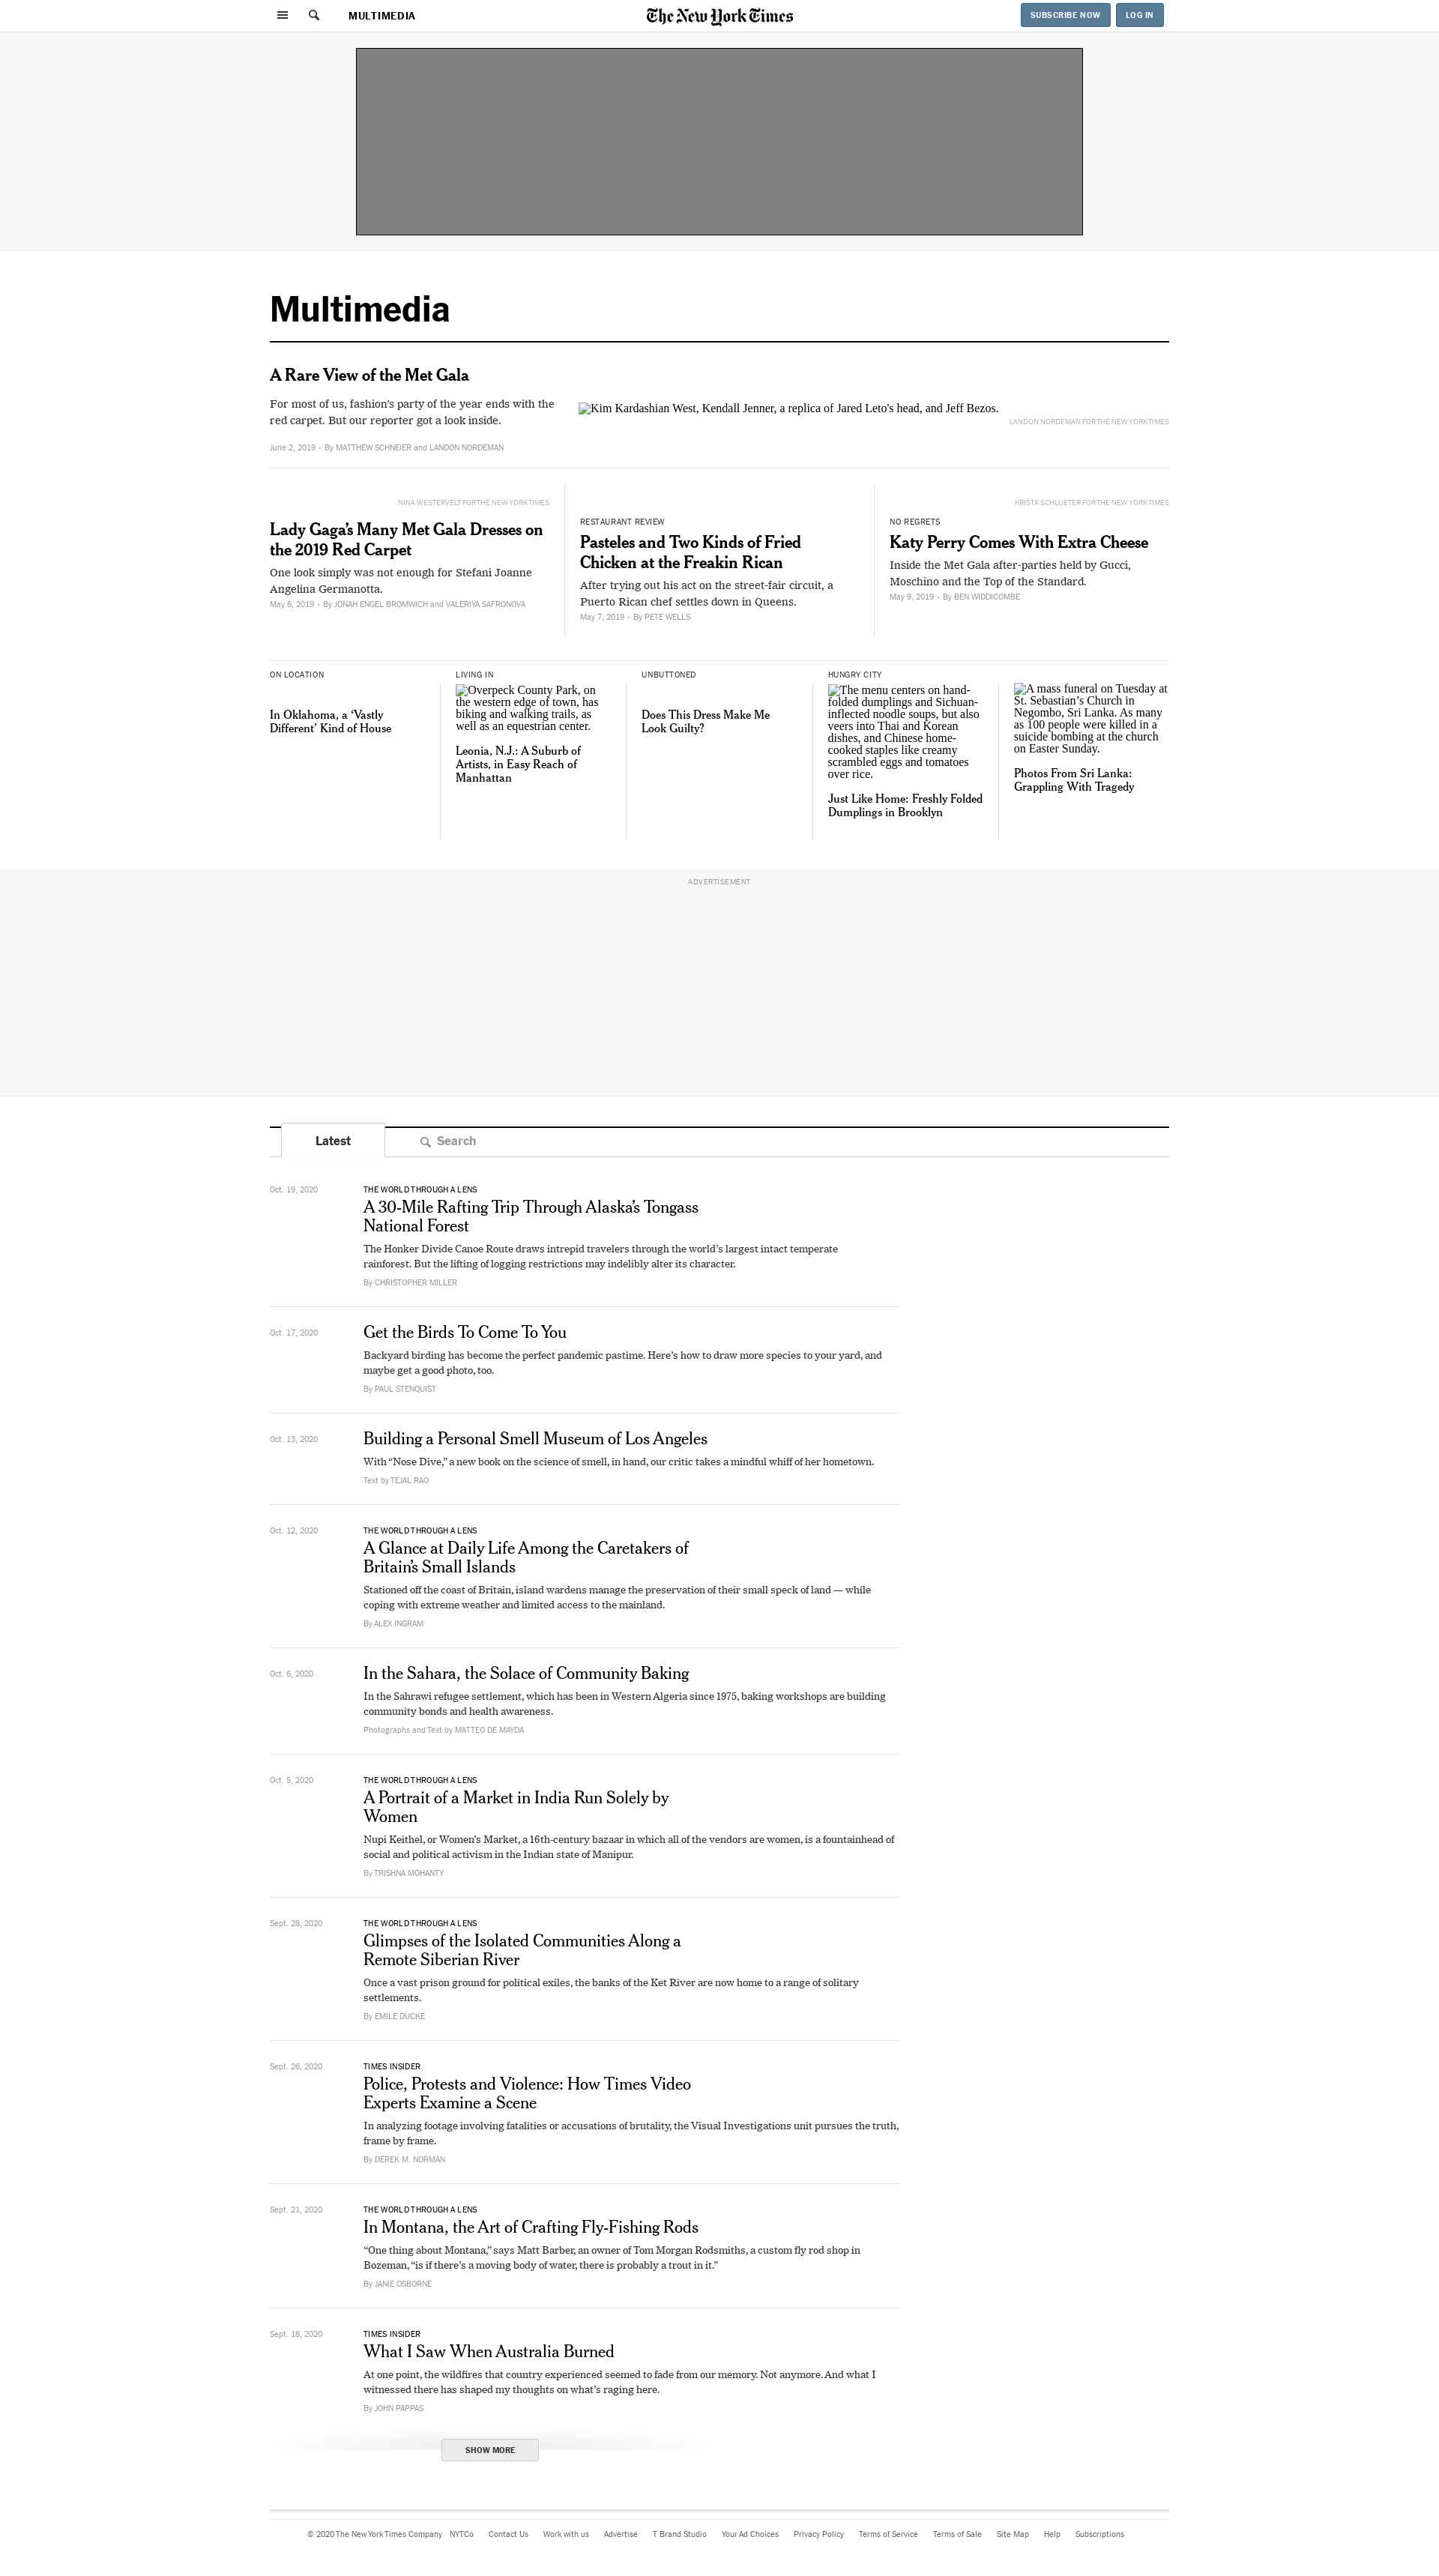 MULTIMEDIA
The New York Times
SUBSCRIBE NOW
LOG IN
Multimedia
A Rare View of the Met Gala
For most of us, fashion's party of the year ends with the
red carpet. But our reporter got a look inside.
June 2, 2019 • By MATTHEW SCHNEIER and LANDON NORDEMAN
Kim Kardashian West, Kendall Jenner, a replica of Jared Leto's head, and Jeff Bezos.
LANDON NORDEMAN FOR THE NEW YORK TIMES
NINA WESTERVELT FOR THE NEW YORK TIMES
Lady Gaga’s Many Met Gala Dresses on
the 2019 Red Carpet
One look simply was not enough for Stefani Joanne
Angelina Germanotta.
May 6, 2019 • By JONAH ENGEL BROMWICH and VALERIYA SAFRONOVA
RESTAURANT REVIEW
Pasteles and Two Kinds of Fried
Chicken at the Freakin Rican
After trying out his act on the street-fair circuit, a
Puerto Rican chef settles down in Queens.
May 7, 2019 • By PETE WELLS
KRISTA SCHLUETER FOR THE NEW YORK TIMES
NO REGRETS
Katy Perry Comes With Extra Cheese
Inside the Met Gala after-parties held by Gucci,
Moschino and the Top of the Standard.
May 9, 2019 • By BEN WIDDICOMBE
ON LOCATION
In Oklahoma, a ‘Vastly
Different’ Kind of House
LIVING IN
Overpeck County Park, on
the western edge of town, has
biking and walking trails, as
well as an equestrian center.
Leonia, N.J.: A Suburb of
Artists, in Easy Reach of
Manhattan
UNBUTTONED
Does This Dress Make Me
Look Guilty?
HUNGRY CITY
The menu centers on hand-
folded dumplings and Sichuan-
inflected noodle soups, but also
veers into Thai and Korean
dishes, and Chinese home-
cooked staples like creamy
scrambled eggs and tomatoes
over rice.
Just Like Home: Freshly Folded
Dumplings in Brooklyn
A mass funeral on Tuesday at
St. Sebastian’s Church in
Negombo, Sri Lanka. As many
as 100 people were killed in a
suicide bombing at the church
on Easter Sunday.
Photos From Sri Lanka:
Grappling With Tragedy
ADVERTISEMENT
Latest
Search
Oct. 19, 2020
THE WORLD THROUGH A LENS
A 30-Mile Rafting Trip Through Alaska’s Tongass
National Forest
The Honker Divide Canoe Route draws intrepid travelers through the world’s largest intact temperate
rainforest. But the lifting of logging restrictions may indelibly alter its character.
By CHRISTOPHER MILLER
Oct. 17, 2020
Get the Birds To Come To You
Backyard birding has become the perfect pandemic pastime. Here’s how to draw more species to your yard, and
maybe get a good photo, too.
By PAUL STENQUIST
Oct. 13, 2020
Building a Personal Smell Museum of Los Angeles
With “Nose Dive,” a new book on the science of smell, in hand, our critic takes a mindful whiff of her hometown.
Text by TEJAL RAO
Oct. 12, 2020
THE WORLD THROUGH A LENS
A Glance at Daily Life Among the Caretakers of
Britain’s Small Islands
Stationed off the coast of Britain, island wardens manage the preservation of their small speck of land — while
coping with extreme weather and limited access to the mainland.
By ALEX INGRAM
Oct. 6, 2020
In the Sahara, the Solace of Community Baking
In the Sahrawi refugee settlement, which has been in Western Algeria since 1975, baking workshops are building
community bonds and health awareness.
Photographs and Text by MATTEO DE MAYDA
Oct. 5, 2020
THE WORLD THROUGH A LENS
A Portrait of a Market in India Run Solely by
Women
Nupi Keithel, or Women’s Market, a 16th-century bazaar in which all of the vendors are women, is a fountainhead of
social and political activism in the Indian state of Manipur.
By TRISHNA MOHANTY
Sept. 28, 2020
THE WORLD THROUGH A LENS
Glimpses of the Isolated Communities Along a
Remote Siberian River
Once a vast prison ground for political exiles, the banks of the Ket River are now home to a range of solitary
settlements.
By EMILE DUCKE
Sept. 26, 2020
TIMES INSIDER
Police, Protests and Violence: How Times Video
Experts Examine a Scene
In analyzing footage involving fatalities or accusations of brutality, the Visual Investigations unit pursues the truth,
frame by frame.
By DEREK M. NORMAN
Sept. 21, 2020
THE WORLD THROUGH A LENS
In Montana, the Art of Crafting Fly-Fishing Rods
“One thing about Montana,” says Matt Barber, an owner of Tom Morgan Rodsmiths, a custom fly rod shop in
Bozeman, “is if there’s a moving body of water, there is probably a trout in it.”
By JANIE OSBORNE
Sept. 18, 2020
TIMES INSIDER
What I Saw When Australia Burned
At one point, the wildfires that country experienced seemed to fade from our memory. Not anymore. And what I
witnessed there has shaped my thoughts on what’s raging here.
By JOHN PAPPAS
SHOW MORE
© 2020 The New York Times Company NYTCo Contact Us Work with us Advertise T Brand Studio Your Ad Choices Privacy Policy Terms of Service Terms of Sale Site Map Help Subscriptions